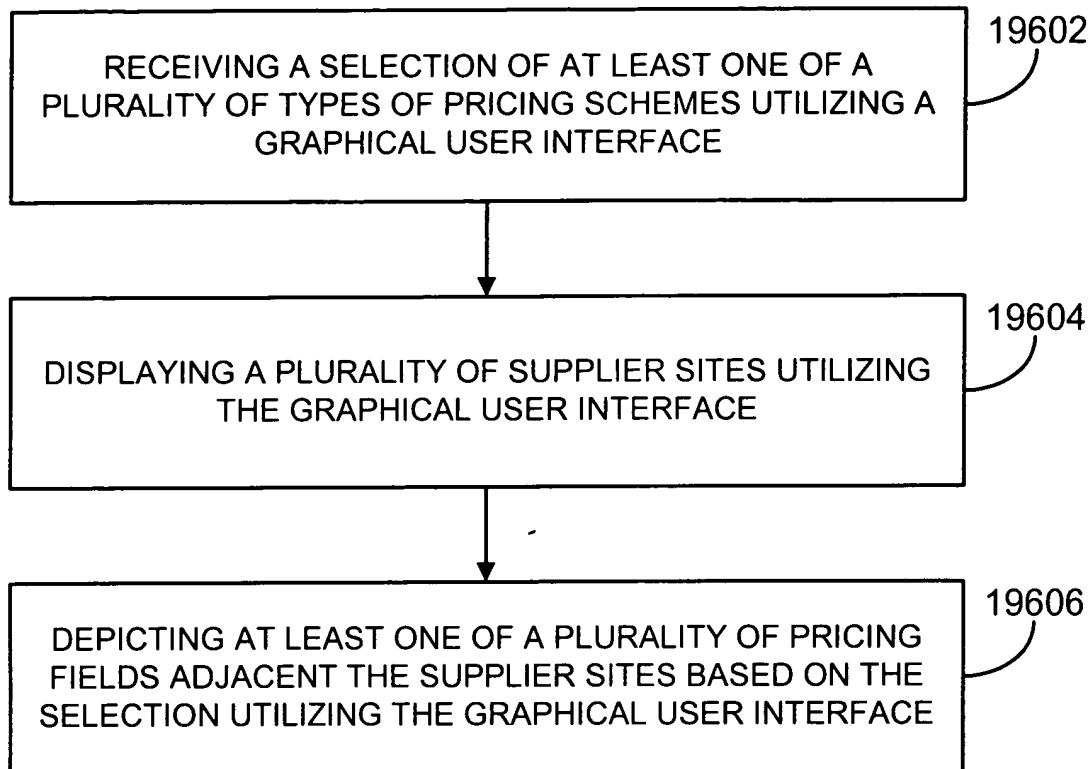 19602
RECEIVING A SELECTION OF AT LEAST ONE OF A
PLURALITY OF TYPES OF PRICING SCHEMES UTILIZING A
GRAPHICAL USER INTERFACE
19604
DISPLAYING A PLURALITY OF SUPPLIER SITES UTILIZING
THE GRAPHICAL USER INTERFACE
19606
DEPICTING AT LEAST ONE OF A PLURALITY OF PRICING
FIELDS ADJACENT THE SUPPLIER SITES BASED ON THE
SELECTION UTILIZING THE GRAPHICAL USER INTERFACE